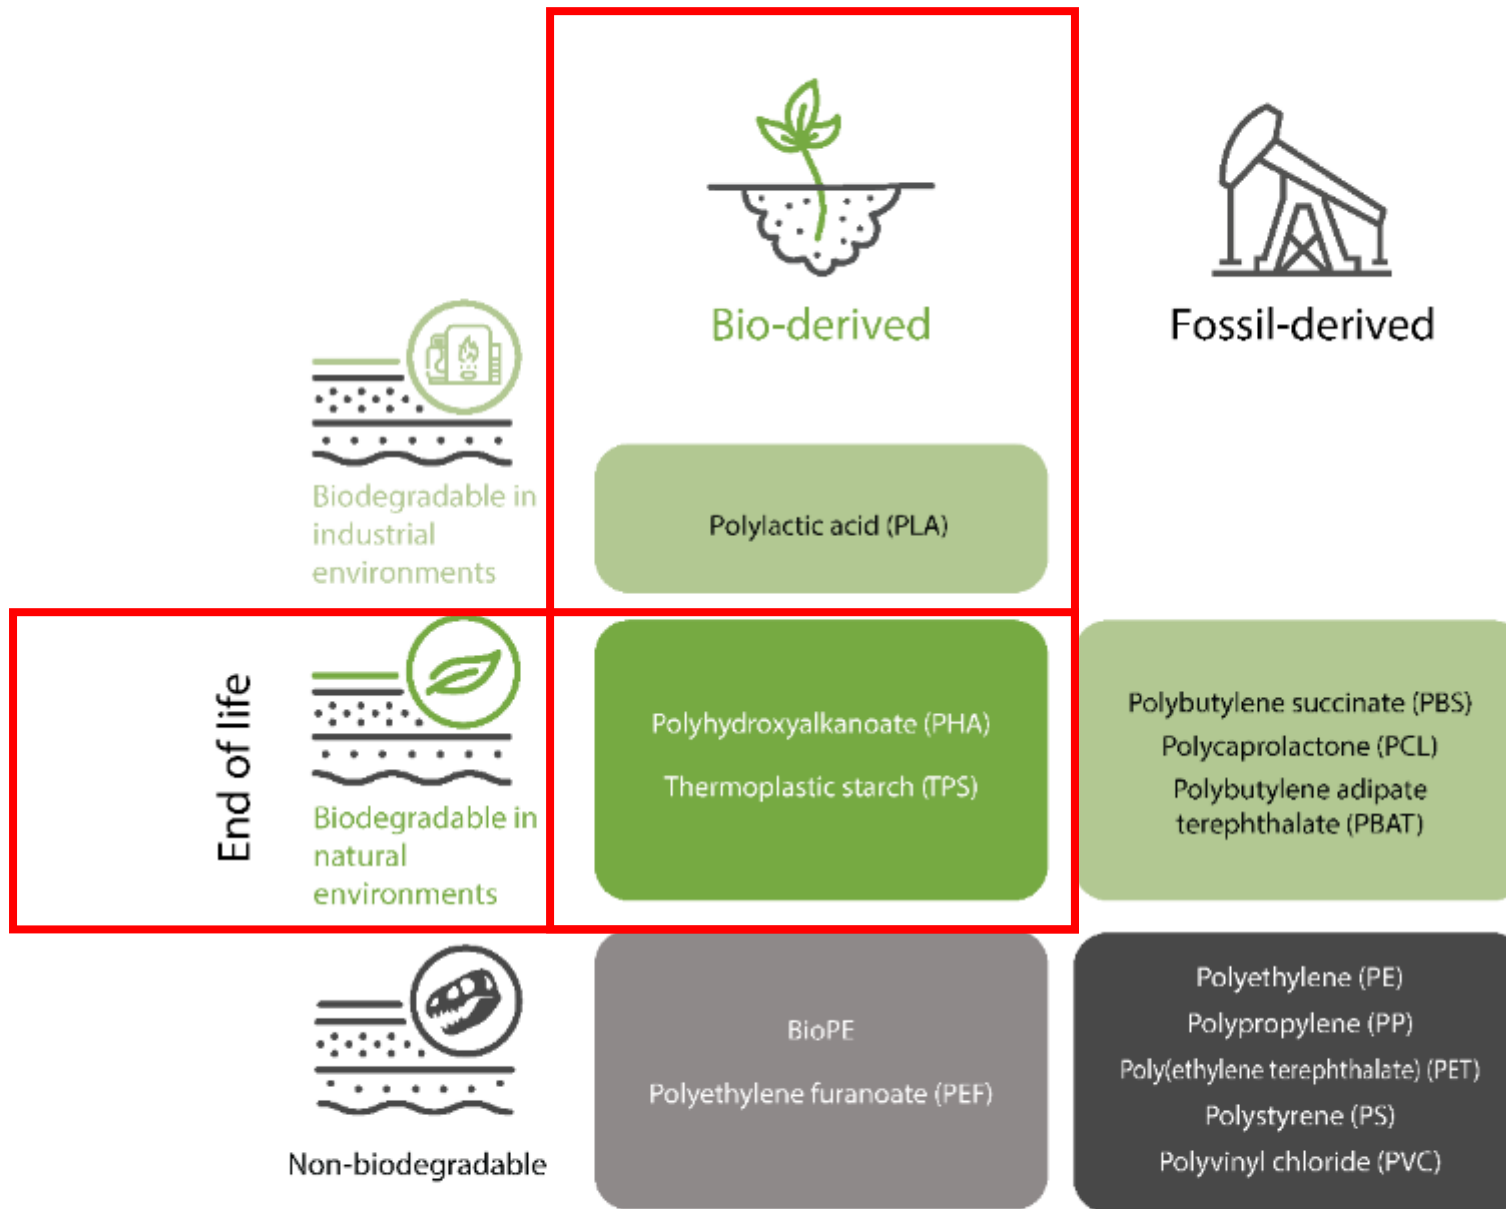 Bio-derived
Fossil-derived
Biodegradable in
industrial
environments
Polylactic acid (PLA)
End of life
Biodegradable in
natural
environments
Polyhydroxyalkanoate (PHA)
Thermoplastic starch (TPS)
Polybutylene succinate (PBS)
Polycaprolactone (PCL)
Polybutylene adipate
terephthalate (PBAT)
Non-biodegradable
BioPE
Polyethylene furanoate (PEF)
Polyethylene (PE)
Polypropylene (PP)
Poly(ethylene terephthalate) (PET)
Polystyrene (PS)
Polyvinyl chloride (PVC)